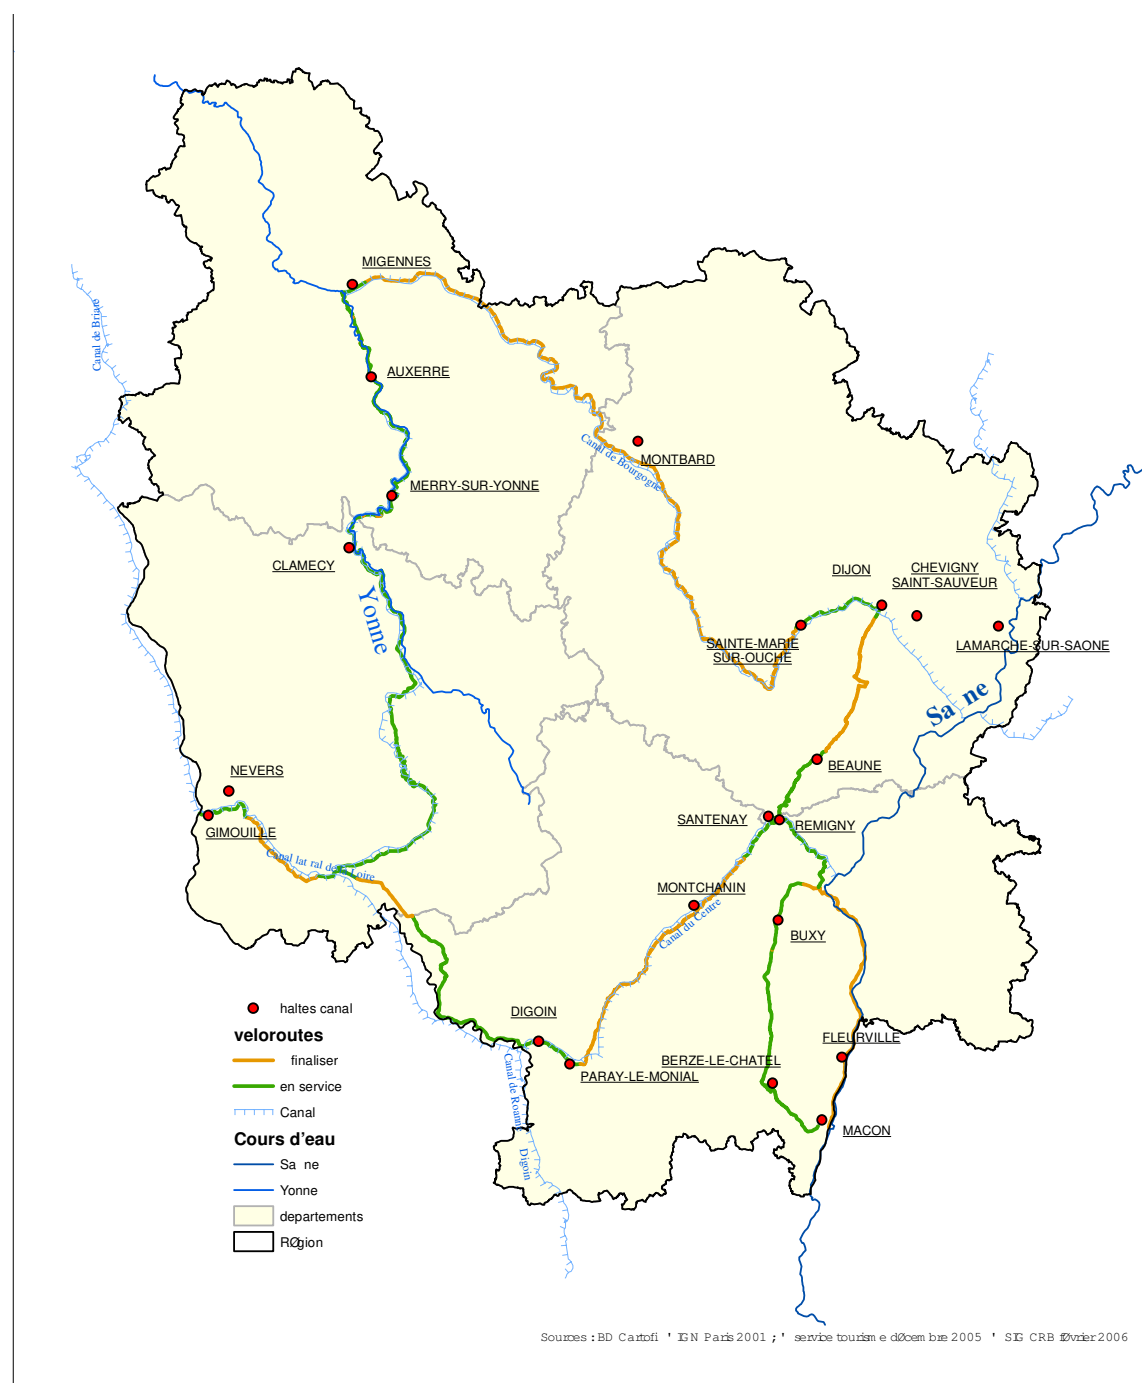 MIGENNES
Canal de Briare
AUXERRE
Canal de Bourgogne
MONTBARD
MERRY-SUR-YONNE
CLAMECY
Yonne
DIJON
CHEVIGNY
SAINT-SAUVEUR
SAINTE-MARIE
SUR-OUCHE
LAMARCHE-SUR-SAONE
Sa ne
BEAUNE
NEVERS
GIMOUILLE
SANTENAY
REMIGNY
Canal lat ral de Loire
MONTCHANIN
Canal du Centre
BUXY
DIGOIN
FLEURVILLE
BERZE-LE-CHATEL
PARAY-LE-MONIAL
MACON
Canal de Roanne
Digoin
haltes canal
veloroutes
finaliser
en service
Canal
Cours d'eau
Sa ne
Yonne
departements
RØgion
Sources : BD Cartofi ' IGN Paris 2001 ; ' service tourisme dØcembre 2005 ' SIG CRB fØvrier 2006